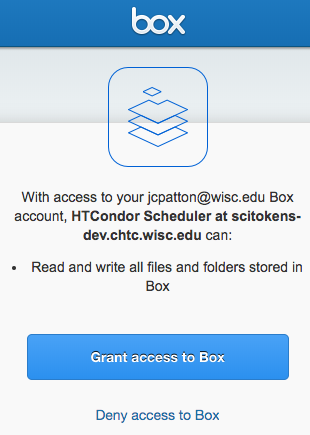 box
With access to your jcpatton@wisc.edu Box
account, HTCondor Scheduler at scitokens-
dev.chtc.wisc.edu can:
• Read and write all files and folders stored in
Box
Grant access to Box
Deny access to Box